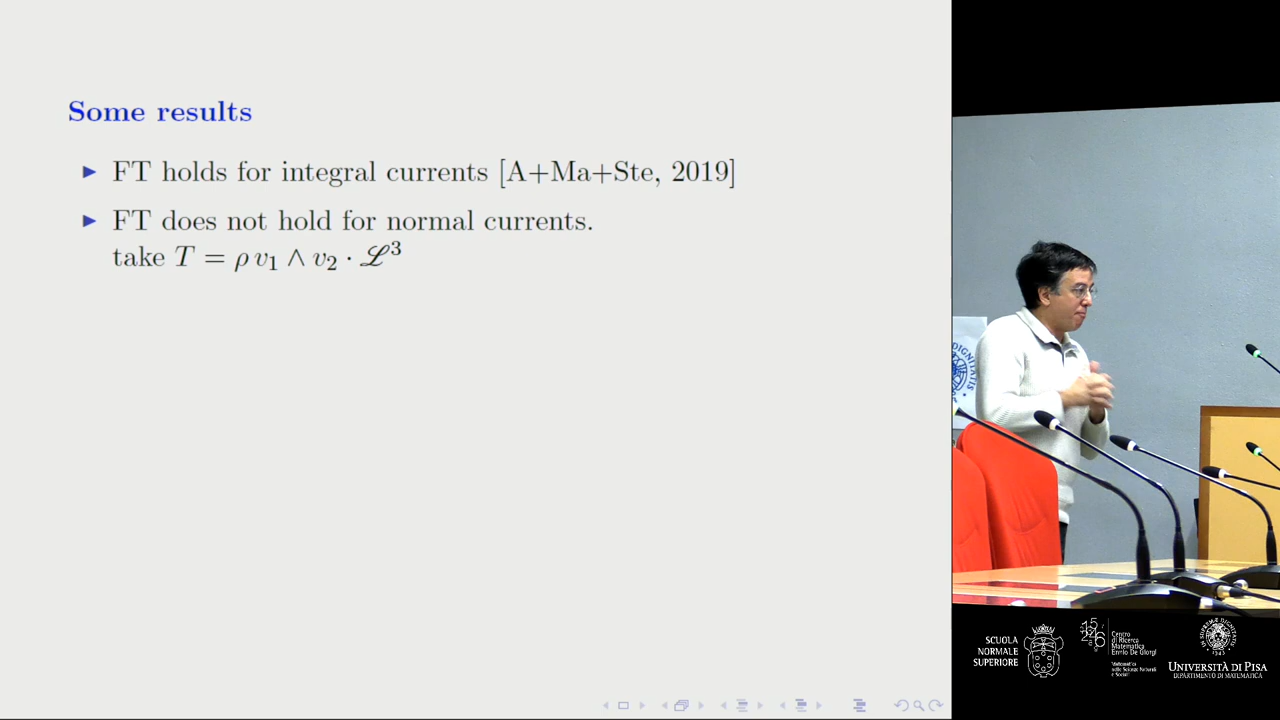 Some results
FT holds for integral currents [A+Ma+Ste, 2019]
FT does not hold for normal currents.
take T = ρ v₁ ∧ v₂ · ℒ³
DIGNITATIS
SCUOLA
NORMALE
SUPERIORE
Centro
di Ricerca
Matematica
Ennio De Giorgi
UNIVERSITÀ DI PISA
DIPARTIMENTO DI MATEMATICA